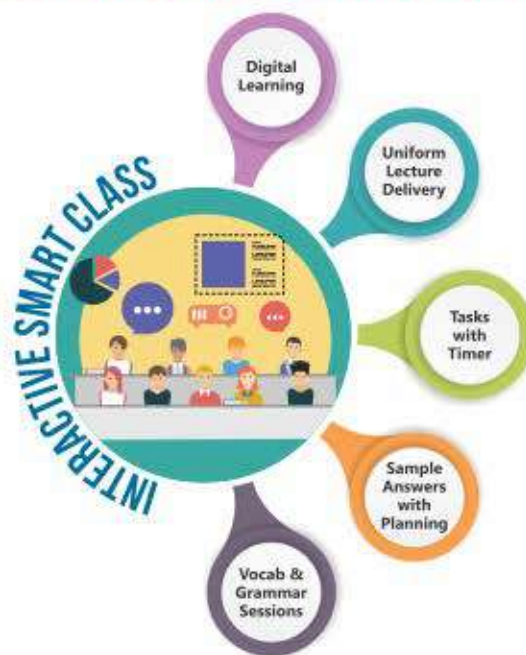 INTERACTIVE SMART CLASS
Digital
Learning
Uniform
Lecture
Delivery
Tasks
with
Timer
Sample
Answers
with
Planning
Vocab &
Grammar
Sessions